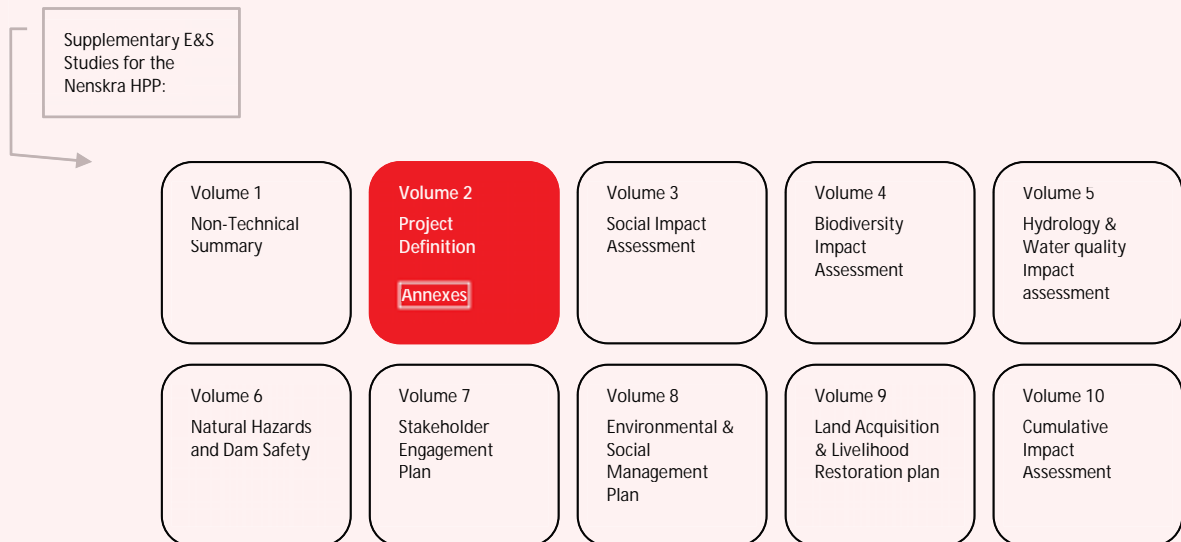 Supplementary E&S
Studies for the
Nenskra HPP:
Volume 1
Non-Technical
Summary
Volume 2
Project
Definition
Annexes
Volume 3
Social Impact
Assessment
Volume 4
Biodiversity
Impact
Assessment
Volume 5
Hydrology &
Water quality
Impact
assessment
Volume 6
Natural Hazards
and Dam Safety
Volume 7
Stakeholder
Engagement
Plan
Volume 8
Environmental &
Social
Management
Plan
Volume 9
Land Acquisition
& Livelihood
Restoration plan
Volume 10
Cumulative
Impact
Assessment